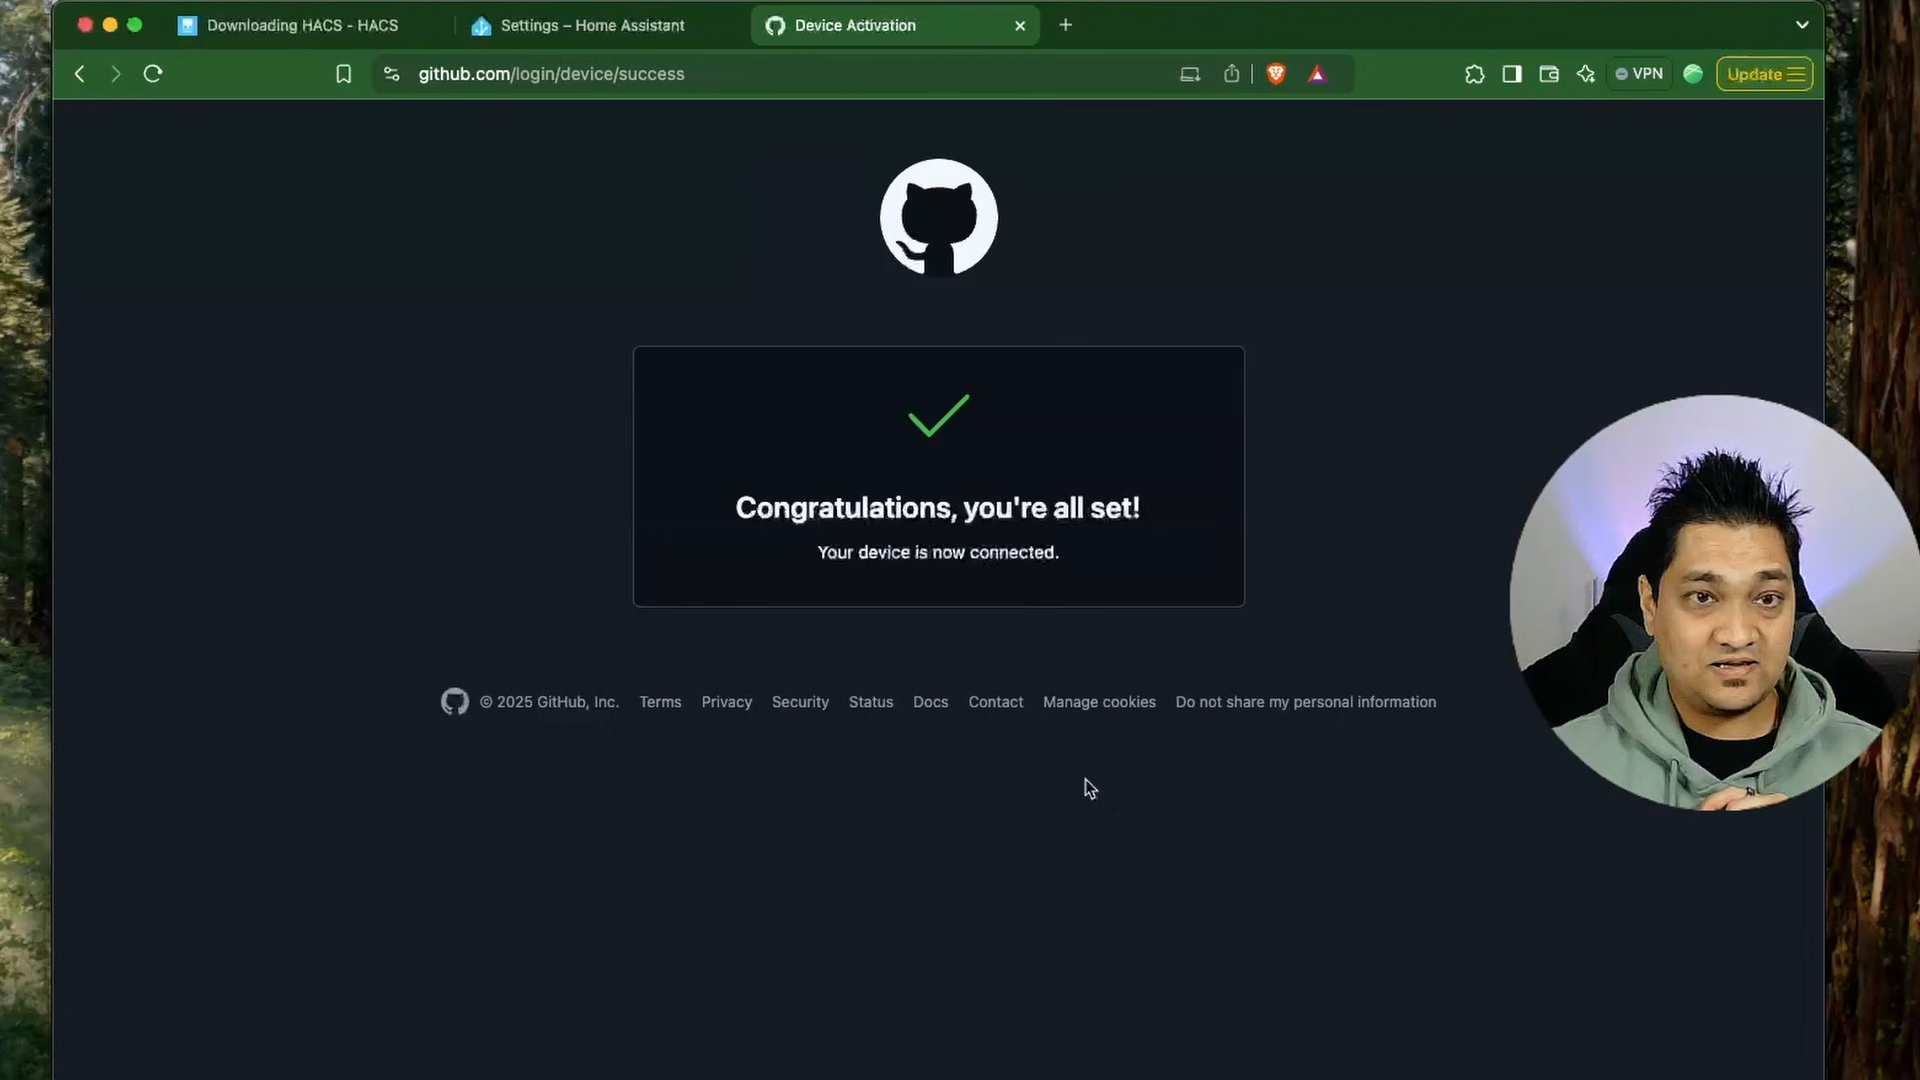 Downloading HACS - HACS
Settings – Home Assistant
Device Activation
github.com/login/device/success
VPN
Update
Congratulations, you're all set!
Your device is now connected.
© 2025 GitHub, Inc. Terms Privacy Security Status Docs Contact Manage cookies Do not share my personal information